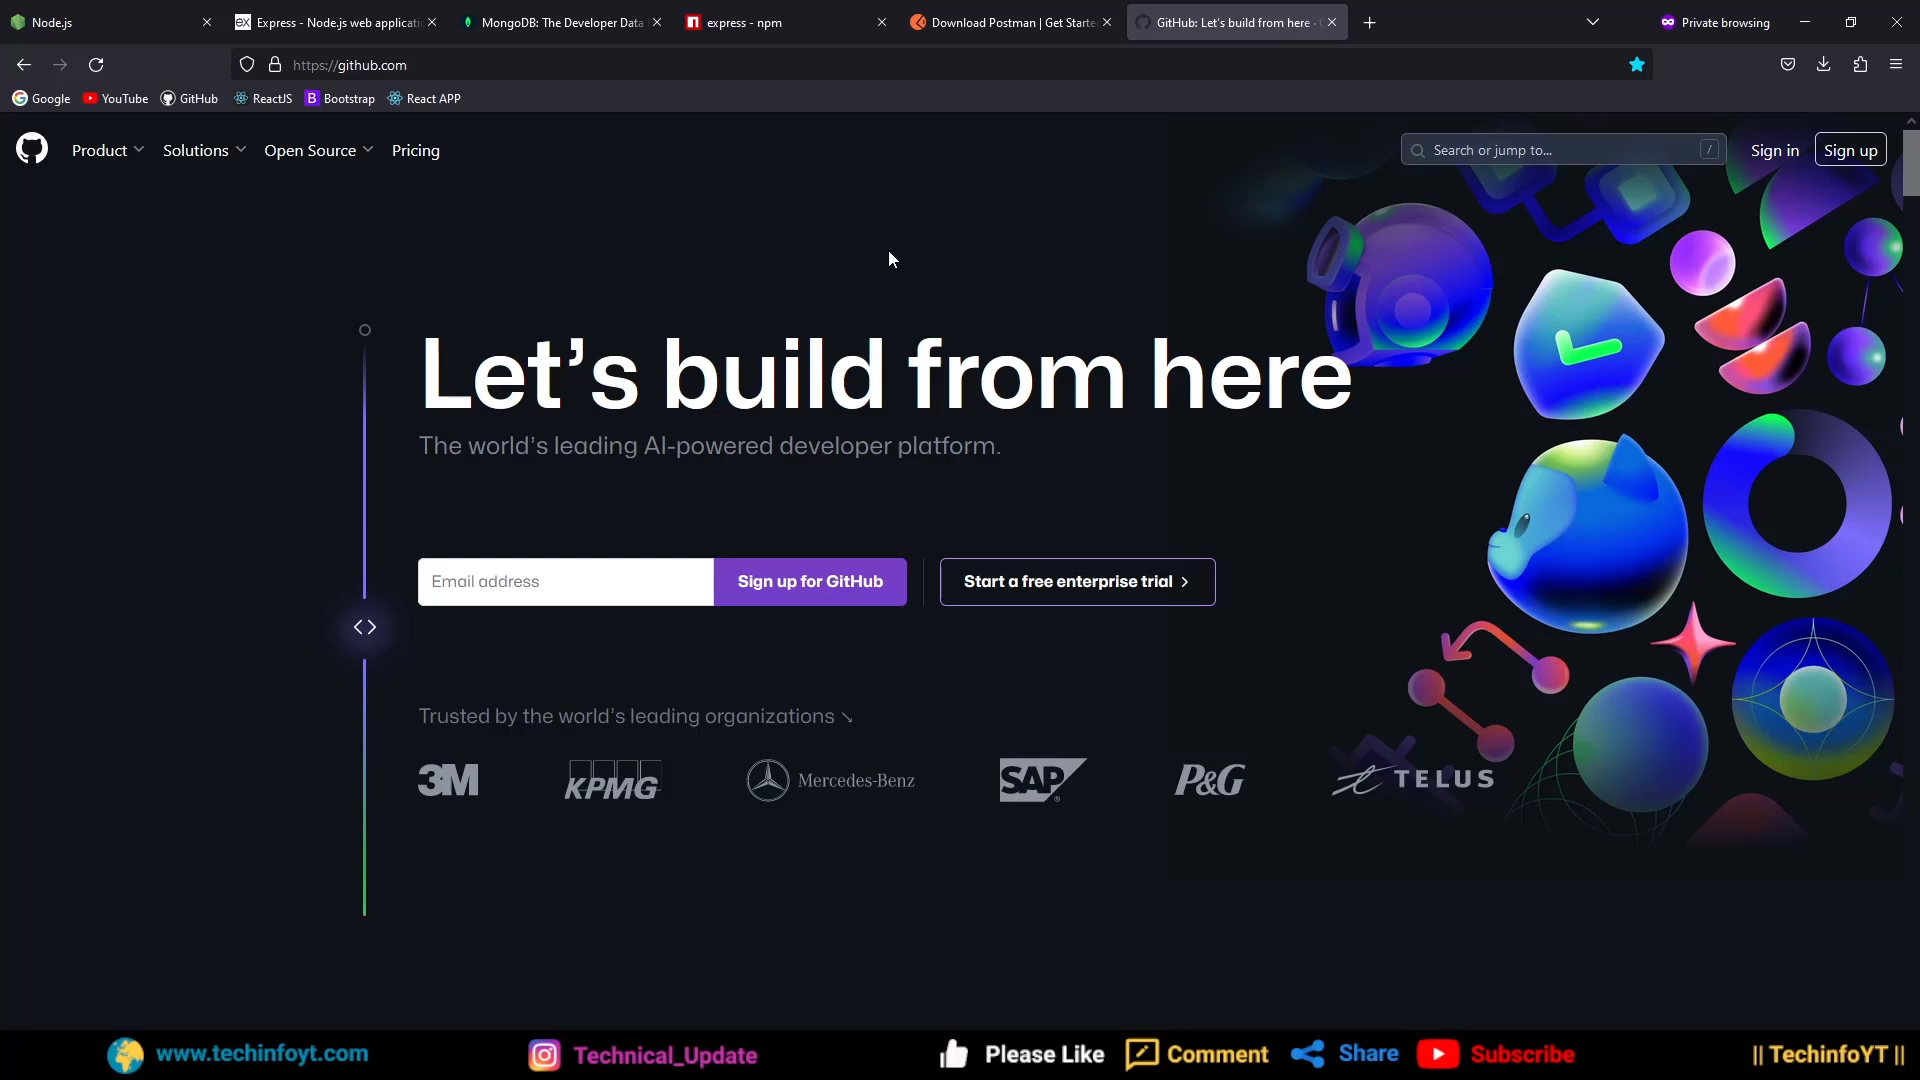 Node.js
Express - Node.js web applicati
MongoDB: The Developer Data
express - npm
Download Postman | Get Starte
GitHub: Let's build from here ·
Private browsing
https://github.com
Google
YouTube
GitHub
ReactJS
B Bootstrap
React APP
Product
Solutions
Open Source
Pricing
Search or jump to...
/
Sign in
Sign up
Let’s build from here
The world’s leading AI-powered developer platform.
Email address
Sign up for GitHub
Start a free enterprise trial
Trusted by the world’s leading organizations ↘
3M
KPMG
Mercedes-Benz
SAP
P&G
TELUS
www.techinfoyt.com
Technical_Update
Please Like
Comment
Share
Subscribe
|| TechinfoYT ||